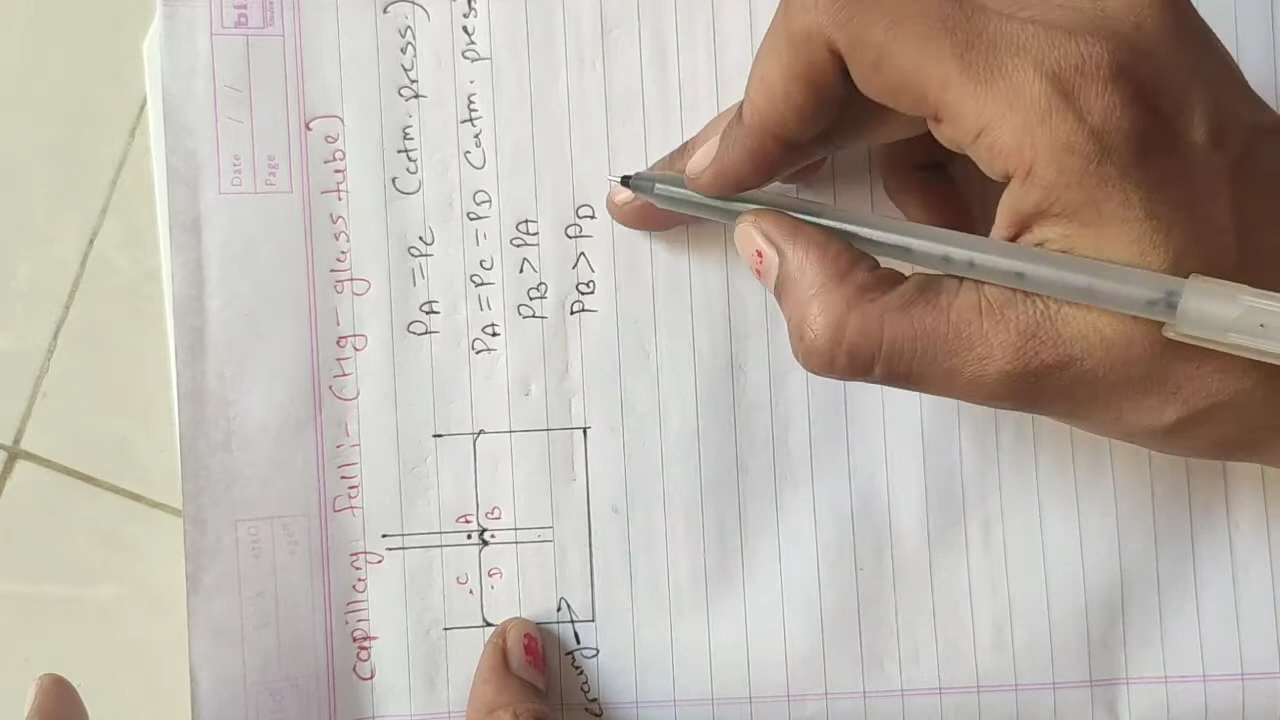 Date / /
Page
Capillary fall:- (Hg-glass tube)
PA = PC (atm. press.)
PA = PC = PD (atm. press
PB > PA
PB > PD
A
B
C
D